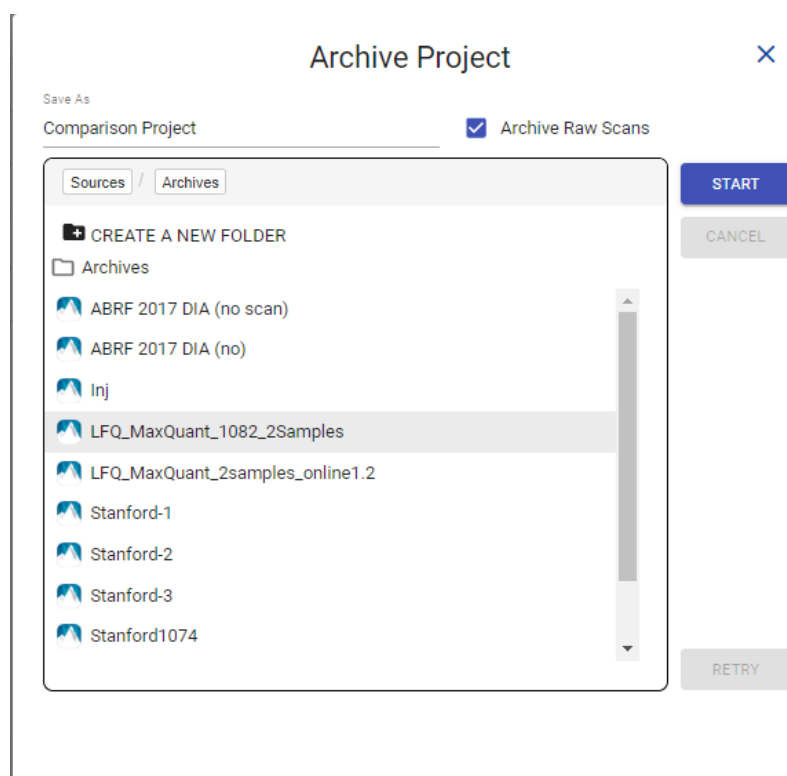 Archive Project
Save As
Comparison Project
Archive Raw Scans
Sources / Archives
START
CREATE A NEW FOLDER
CANCEL
Archives
ABRF 2017 DIA (no scan)
ABRF 2017 DIA (no)
Inj
LFQ_MaxQuant_1082_2Samples
LFQ_MaxQuant_2samples_online1.2
Stanford-1
Stanford-2
Stanford-3
Stanford1074
RETRY